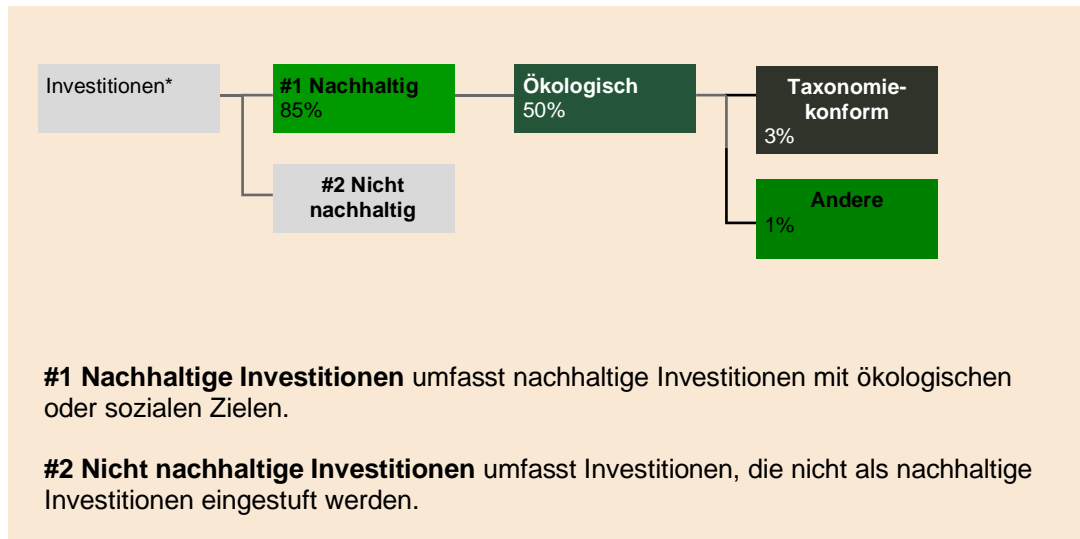 Investitionen*
#1 Nachhaltig
85%
Ökologisch
50%
Taxonomie-
konform
3%
#2 Nicht
nachhaltig
Andere
1%
#1 Nachhaltige Investitionen umfasst nachhaltige Investitionen mit ökologischen
oder sozialen Zielen.
#2 Nicht nachhaltige Investitionen umfasst Investitionen, die nicht als nachhaltige
Investitionen eingestuft werden.